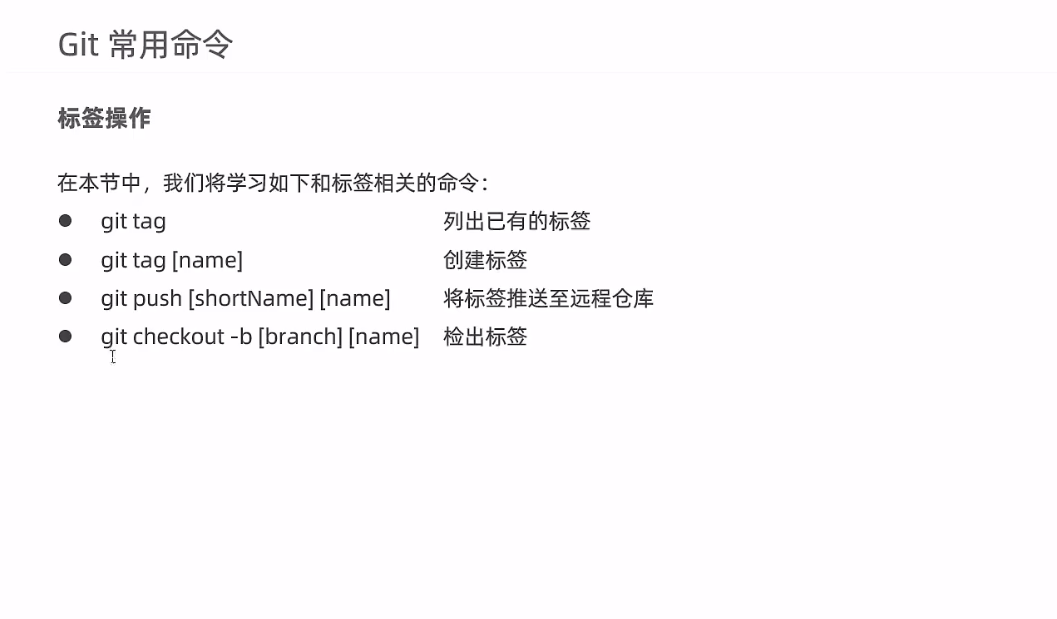 Git 常用命令
标签操作
在本节中，我们将学习如下和标签相关的命令：
● git tag 列出已有的标签
● git tag [name] 创建标签
● git push [shortName] [name] 将标签推送至远程仓库
● git checkout -b [branch] [name] 检出标签